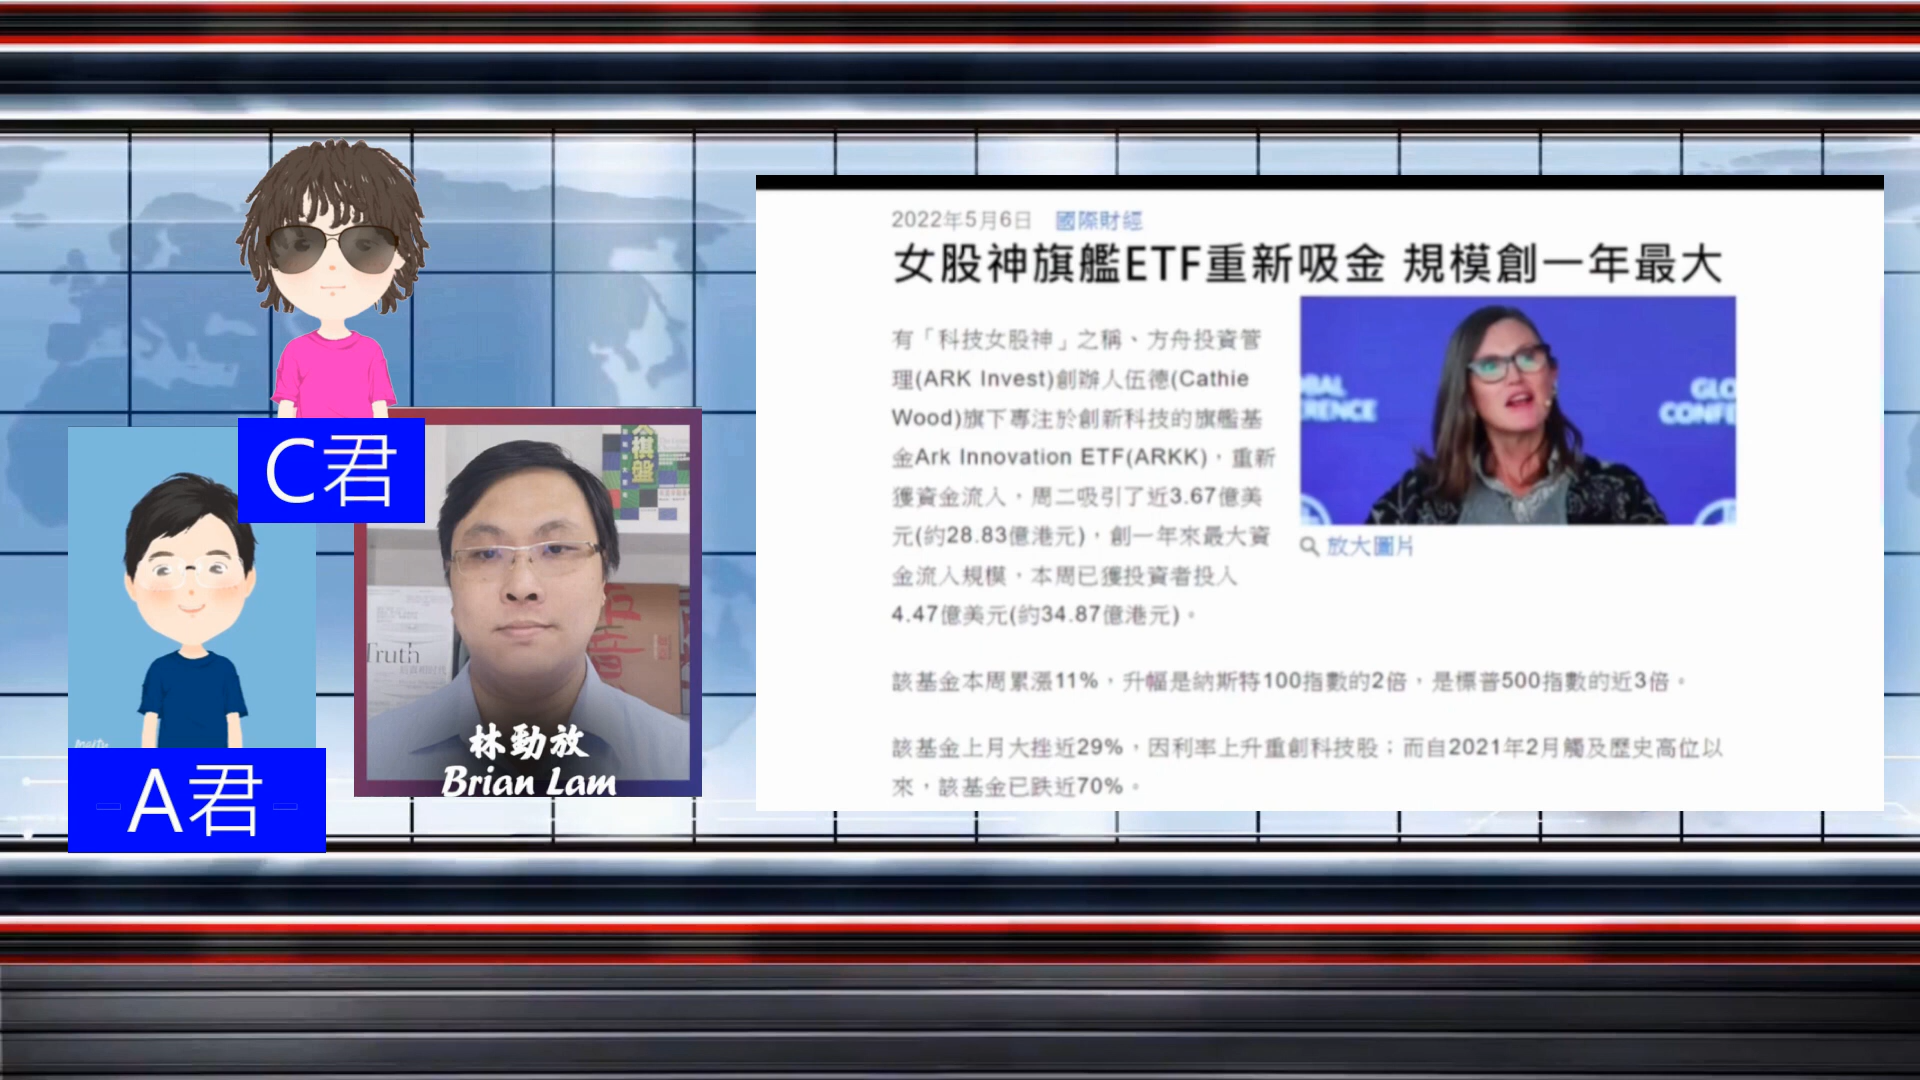 C君
A君
林勁放
Brian Lam
Truth
2022年5月6日 國際財經
女股神旗艦ETF重新吸金 規模創一年最大
有「科技女股神」之稱、方舟投資管
理(ARK Invest)創辦人伍德(Cathie
Wood)旗下專注於創新科技的旗艦基
金Ark Innovation ETF(ARKK)，重新
獲資金流入，周二吸引了近3.67億美
元(約28.83億港元)，創一年來最大資
金流入規模，本周已獲投資者投入
4.47億美元(約34.87億港元)。
放大圖片
該基金本周累漲11%，升幅是納斯特100指數的2倍，是標普500指數的近3倍。
該基金上月大挫近29%，因利率上升重創科技股；而自2021年2月觸及歷史高位以
來，該基金已跌近70%。